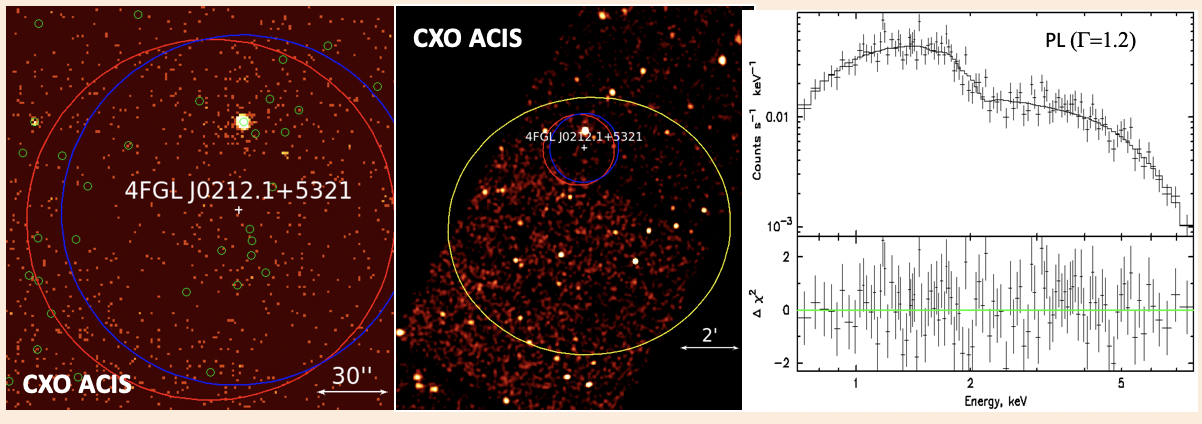 4FGL J0212.1+5321
CXO ACIS
30''
CXO ACIS
4FGL J0212.1+5321
2'
PL (Γ=1.2)
Counts s⁻¹ keV⁻¹
0.01
10⁻³
Δ χ²
2
0
-2
1
2
5
Energy, keV